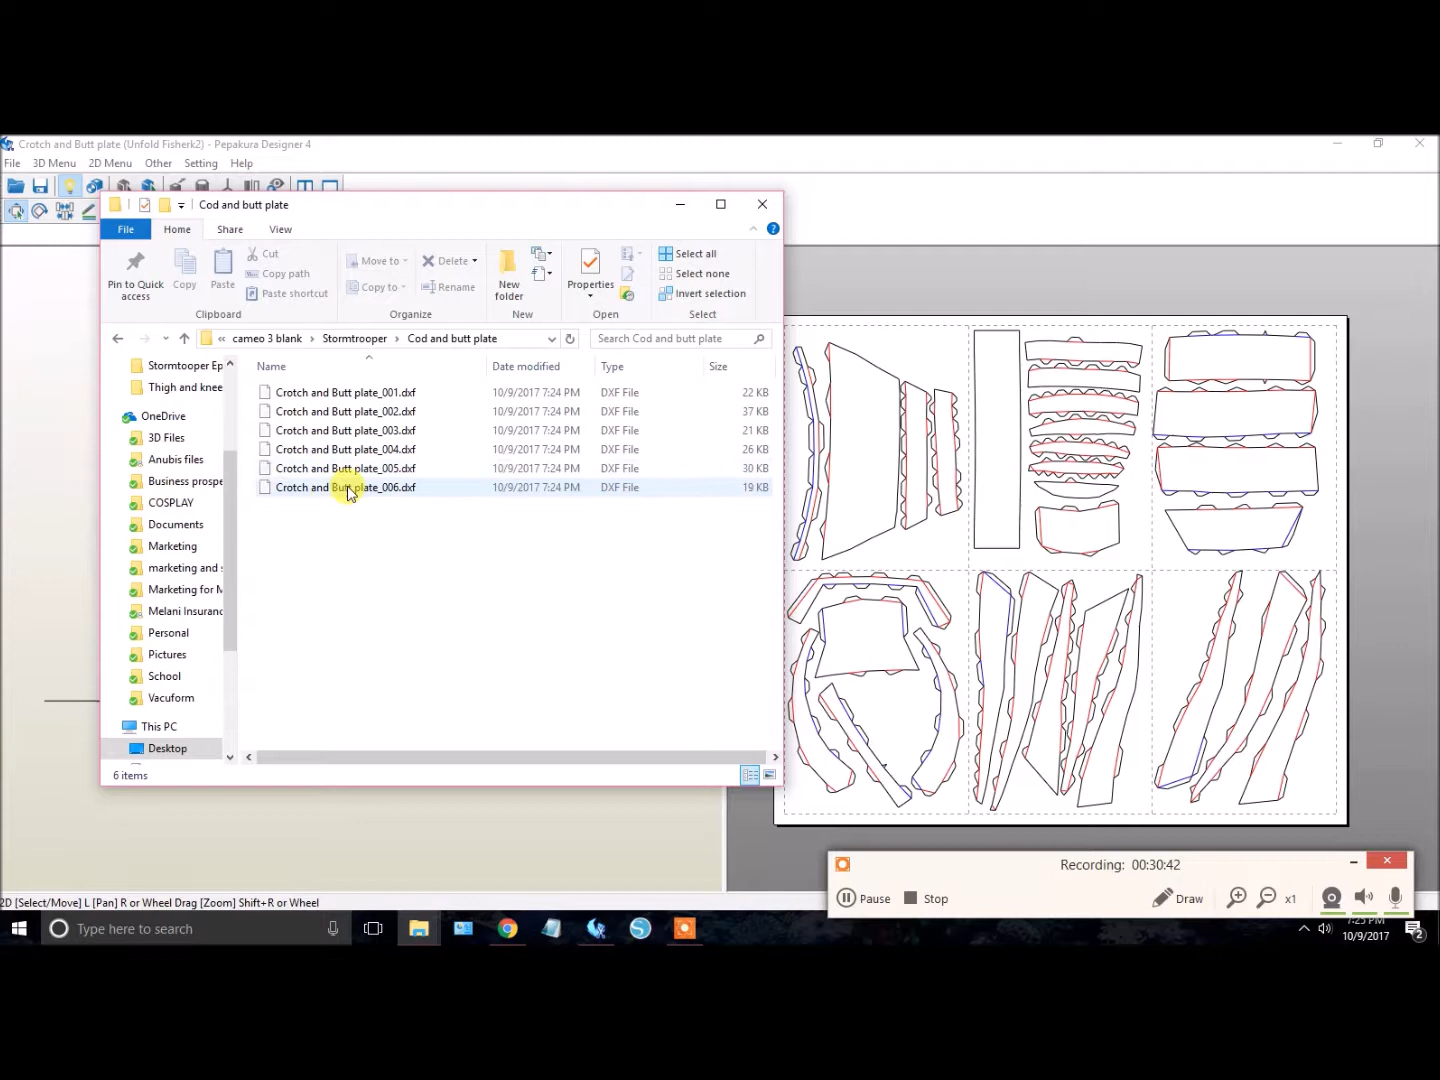 Crotch and Butt plate (Unfold Fisherk2) - Pepakura Designer 4
File 3D Menu 2D Menu Other Setting Help
Cod and butt plate
File Home Share View
Pin to Quick access
Copy
Paste
Cut
Copy path
Paste shortcut
Clipboard
Move to
Copy to
Delete
Rename
Organize
New folder
New
Properties
Open
Select all
Select none
Invert selection
Select
« cameo 3 blank › Stormtrooper › Cod and butt plate
Search Cod and butt plate
Stormtooper Ep
Thigh and knee
OneDrive
3D Files
Anubis files
Business prospe
COSPLAY
Documents
Marketing
marketing and s
Marketing for M
Melani Insuranc
Personal
Pictures
School
Vacuform
This PC
Desktop
Name Date modified Type Size
Crotch and Butt plate_001.dxf 10/9/2017 7:24 PM DXF File 22 KB
Crotch and Butt plate_002.dxf 10/9/2017 7:24 PM DXF File 37 KB
Crotch and Butt plate_003.dxf 10/9/2017 7:24 PM DXF File 21 KB
Crotch and Butt plate_004.dxf 10/9/2017 7:24 PM DXF File 26 KB
Crotch and Butt plate_005.dxf 10/9/2017 7:24 PM DXF File 30 KB
Crotch and Butt plate_006.dxf 10/9/2017 7:24 PM DXF File 19 KB
6 items
Recording: 00:30:42
Pause Stop Draw x1
2D [Select/Move] L [Pan] R or Wheel Drag [Zoom] Shift+R or Wheel
Type here to search
7:25 PM
10/9/2017
2